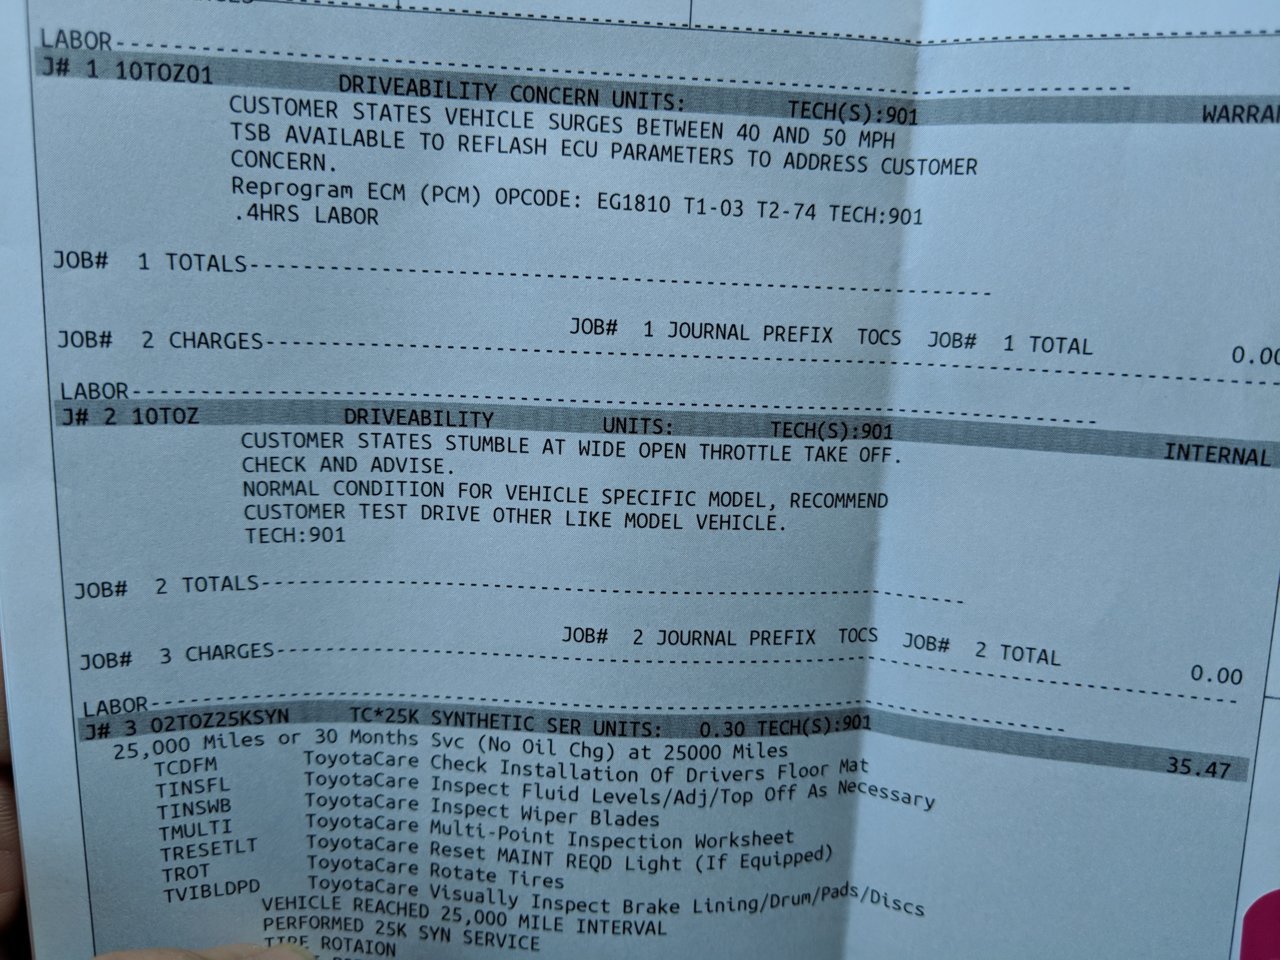 LABOR--------------------------------------------------------------
J# 1 10TOZ01 DRIVEABILITY CONCERN UNITS: TECH(S):901 WARRA
CUSTOMER STATES VEHICLE SURGES BETWEEN 40 AND 50 MPH
TSB AVAILABLE TO REFLASH ECU PARAMETERS TO ADDRESS CUSTOMER
CONCERN.
Reprogram ECM (PCM) OPCODE: EG1810 T1-03 T2-74 TECH:901
.4HRS LABOR
JOB# 1 TOTALS--------------------------------------------------
JOB# 1 JOURNAL PREFIX TOCS JOB# 1 TOTAL 0.00
JOB# 2 CHARGES--------------------------------------------------
LABOR--------------------------------------------------------------
J# 2 10TOZ DRIVEABILITY UNITS: TECH(S):901 INTERNAL
CUSTOMER STATES STUMBLE AT WIDE OPEN THROTTLE TAKE OFF.
CHECK AND ADVISE.
NORMAL CONDITION FOR VEHICLE SPECIFIC MODEL, RECOMMEND
CUSTOMER TEST DRIVE OTHER LIKE MODEL VEHICLE.
TECH:901
JOB# 2 TOTALS--------------------------------------------------
JOB# 2 JOURNAL PREFIX TOCS JOB# 2 TOTAL 0.00
JOB# 3 CHARGES--------------------------------------------------
LABOR--------------------------------------------------------------
J# 3 02TOZ25KSYN TC*25K SYNTHETIC SER UNITS: 0.30 TECH(S):901 35.47
25,000 Miles or 30 Months Svc (No Oil Chg) at 25000 Miles
TCDFM ToyotaCare Check Installation Of Drivers Floor Mat
TINSFL ToyotaCare Inspect Fluid Levels/Adj/Top Off As Necessary
TINSWB ToyotaCare Inspect Wiper Blades
TMULTI ToyotaCare Multi-Point Inspection Worksheet
TRESETLT ToyotaCare Reset MAINT REQD Light (If Equipped)
TROT ToyotaCare Rotate Tires
TVIBLDPD ToyotaCare Visually Inspect Brake Lining/Drum/Pads/Discs
VEHICLE REACHED 25,000 MILE INTERVAL
PERFORMED 25K SYN SERVICE
TIRE ROTAION